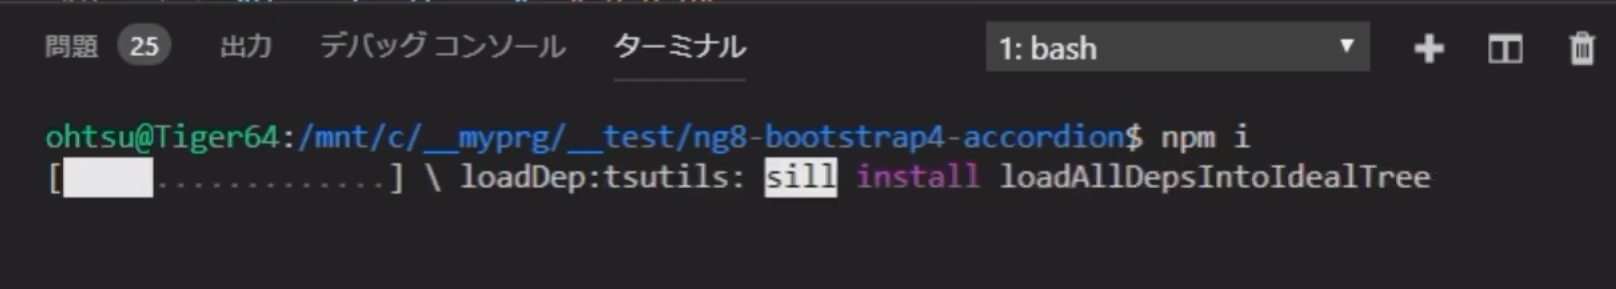 問題 25 出力 デバッグ コンソール ターミナル 1: bash
ohtsu@Tiger64:/mnt/c/__myprg/__test/ng8-bootstrap4-accordion$ npm i
[ .............] \ loadDep:tsutils: sill install loadAllDepsIntoIdealTree